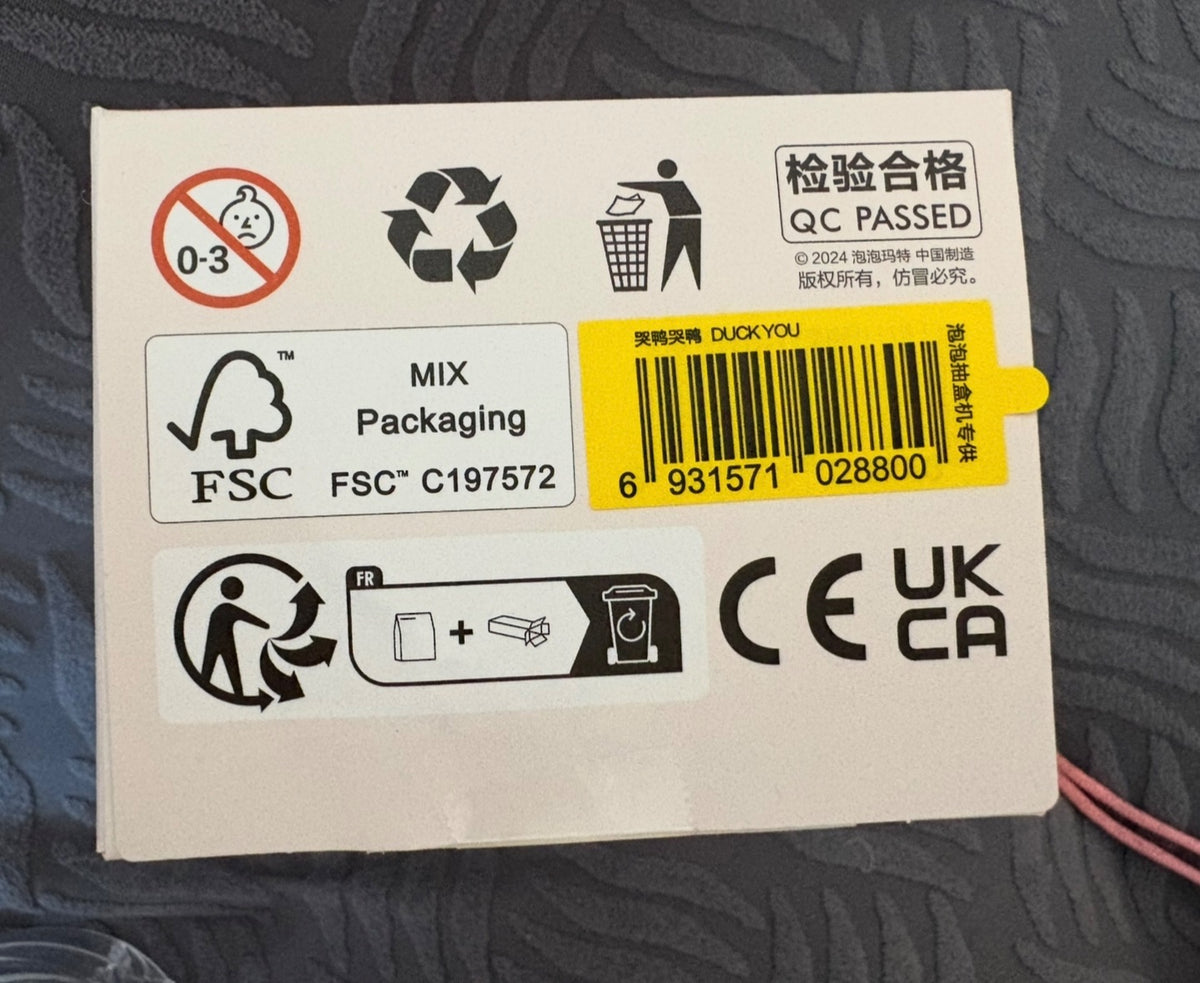 0-3
检验合格
QC PASSED
© 2024 泡泡玛特 中国制造
版权所有，仿冒必究。
™
FSC
MIX
Packaging
FSC™ C197572
哭鸭哭鸭 DUCKYOU
6 931571 028800
泡泡抽盒机专供
FR
CE
UK
CA